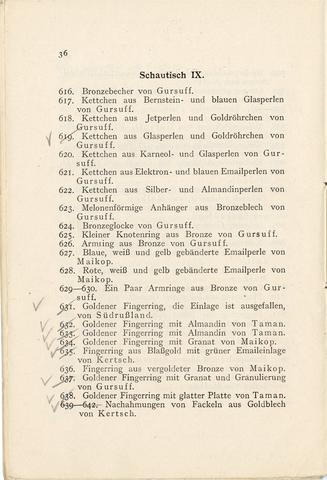 36
Schautisch IX.
616. Bronzebecher von Gursuff.
617. Kettchen aus Bernstein- und blauen Glasperlen
von Gursuff.
618. Kettchen aus Jetperlen und Goldröhrchen von
Gursuff.
619. Kettchen aus Glasperlen und Goldröhrchen von
Gursuff.
620. Kettchen aus Karneol- und Glasperlen von Gur-
suff.
621. Kettchen aus Elektron- und blauen Emailperlen von
Gursuff.
622. Kettchen aus Silber- und Almandinperlen von
Gursuff.
623. Melonenförmige Anhänger aus Bronzeblech von
Gursuff.
624. Bronzeglocke von Gursuff.
625. Kleiner Knotenring aus Bronze von Gursuff.
626. Armring aus Bronze von Gursuff.
627. Blaue, weiß und gelb gebänderte Emailperle von
Maikop.
628. Rote, weiß und gelb gebänderte Emailperle von
Maikop.
629—630. Ein Paar Armringe aus Bronze von Gur-
suff.
631. Goldener Fingerring, die Einlage ist ausgefallen,
von Südrußland.
632. Goldener Fingerring mit Almandin von Taman.
633. Goldener Fingerring mit Almandin von Taman.
634. Goldener Fingerring mit Granat von Maikop.
635. Fingerring aus Blaßgold mit grüner Emaileinlage
von Kertsch.
636. Fingerring aus vergoldeter Bronze von Maikop.
637. Goldener Fingerring mit Granat und Granulierung
von Gursuff.
638. Goldener Fingerring mit glatter Platte von Taman.
639—642. Nachahmungen von Fackeln aus Goldblech
von Kertsch.